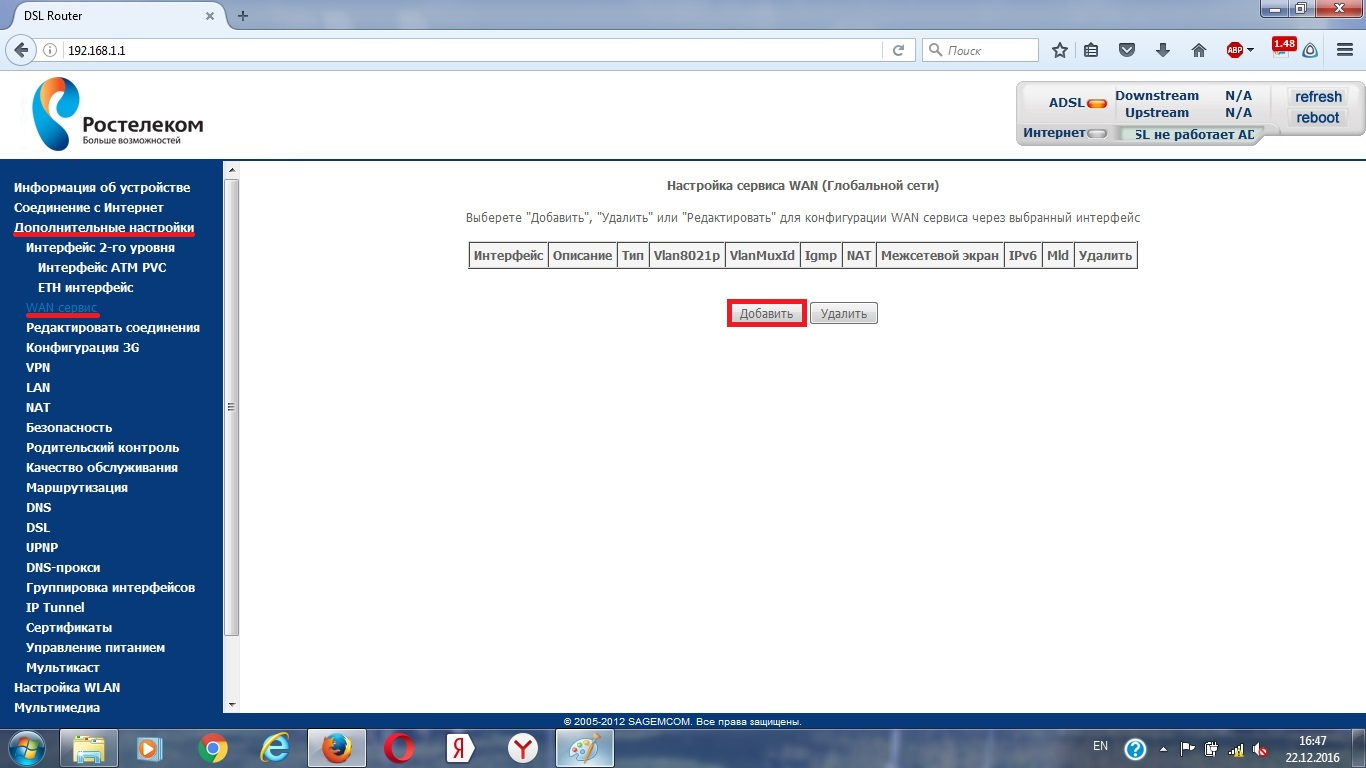 DSL Router
192.168.1.1
Поиск
ABP
1.48
Ростелеком
Больше возможностей
ADSL Downstream N/A
Upstream N/A
Интернет SL не работает AD
refresh
reboot
Информация об устройстве
Соединение с Интернет
Дополнительные настройки
Интерфейс 2-го уровня
Интерфейс ATM PVC
ETH интерфейс
WAN сервис
Редактировать соединения
Конфигурация 3G
VPN
LAN
NAT
Безопасность
Родительский контроль
Качество обслуживания
Маршрутизация
DNS
DSL
UPNP
DNS-прокси
Группировка интерфейсов
IP Tunnel
Сертификаты
Управление питанием
Мультикаст
Настройка WLAN
Мультимедиа
Настройка сервиса WAN (Глобальной сети)
Выберете "Добавить", "Удалить" или "Редактировать" для конфигурации WAN сервиса через выбранный интерфейс
Интерфейс Описание Тип Vlan8021p VlanMuxId Igmp NAT Межсетевой экран IPv6 Mld Удалить
Добавить Удалить
© 2005-2012 SAGEMCOM. Все права защищены.
EN
16:47
22.12.2016